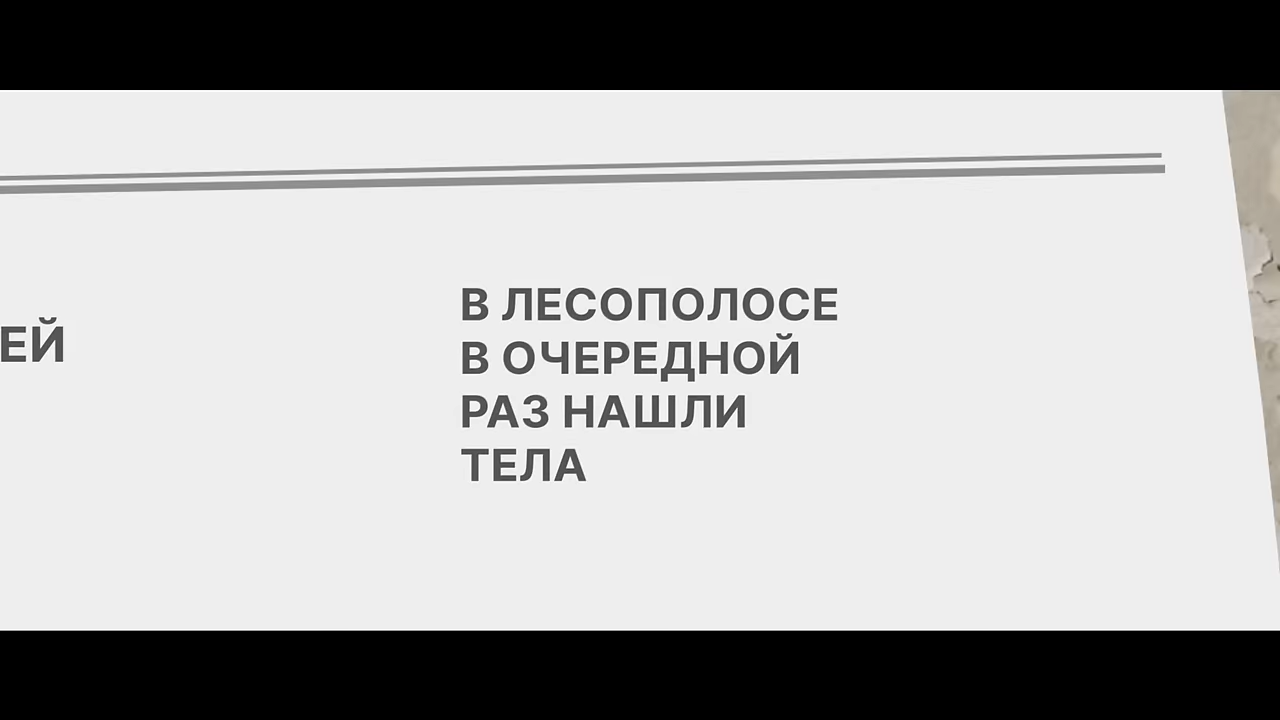 ЕЙ
В ЛЕСОПОЛОСЕ
В ОЧЕРЕДНОЙ
РАЗ НАШЛИ
ТЕЛА